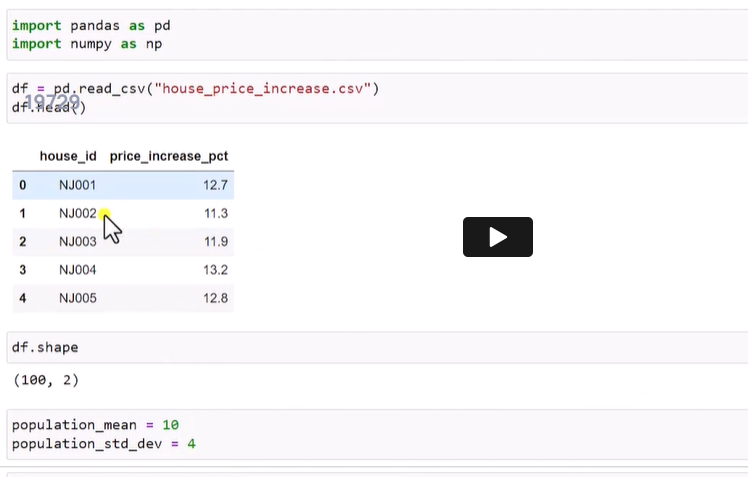 import pandas as pd
import numpy as np
df = pd.read_csv("house_price_increase.csv")
19729
df.head()
house_id price_increase_pct
0 NJ001 12.7
1 NJ002 11.3
2 NJ003 11.9
3 NJ004 13.2
4 NJ005 12.8
df.shape
(100, 2)
population_mean = 10
population_std_dev = 4